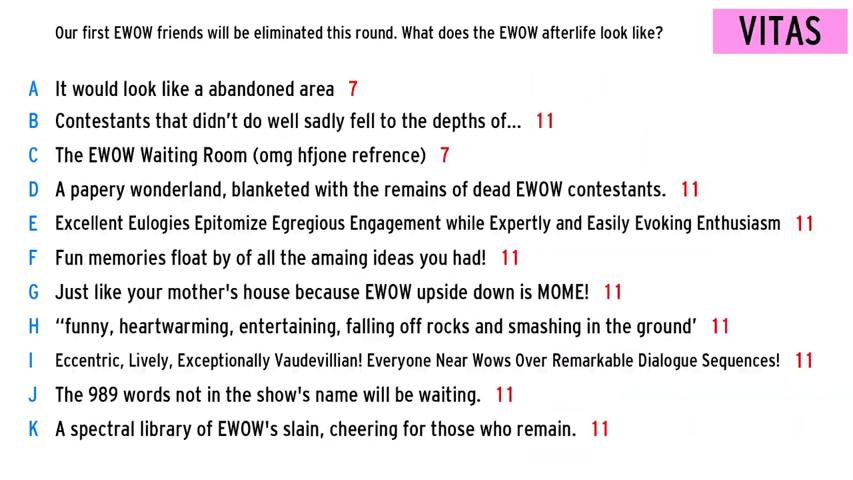 Our first EWOW friends will be eliminated this round. What does the EWOW afterlife look like?
VITAS
A It would look like a abandoned area 7
B Contestants that didn't do well sadly fell to the depths of... 11
C The EWOW Waiting Room (omg hfjone refrence) 7
D A papery wonderland, blanketed with the remains of dead EWOW contestants. 11
E Excellent Eulogies Epitomize Egregious Engagement while Expertly and Easily Evoking Enthusiasm 11
F Fun memories float by of all the amaing ideas you had! 11
G Just like your mother's house because EWOW upside down is MOME! 11
H “funny, heartwarming, entertaining, falling off rocks and smashing in the ground’ 11
I Eccentric, Lively, Exceptionally Vaudevillian! Everyone Near Wows Over Remarkable Dialogue Sequences! 11
J The 989 words not in the show's name will be waiting. 11
K A spectral library of EWOW's slain, cheering for those who remain. 11